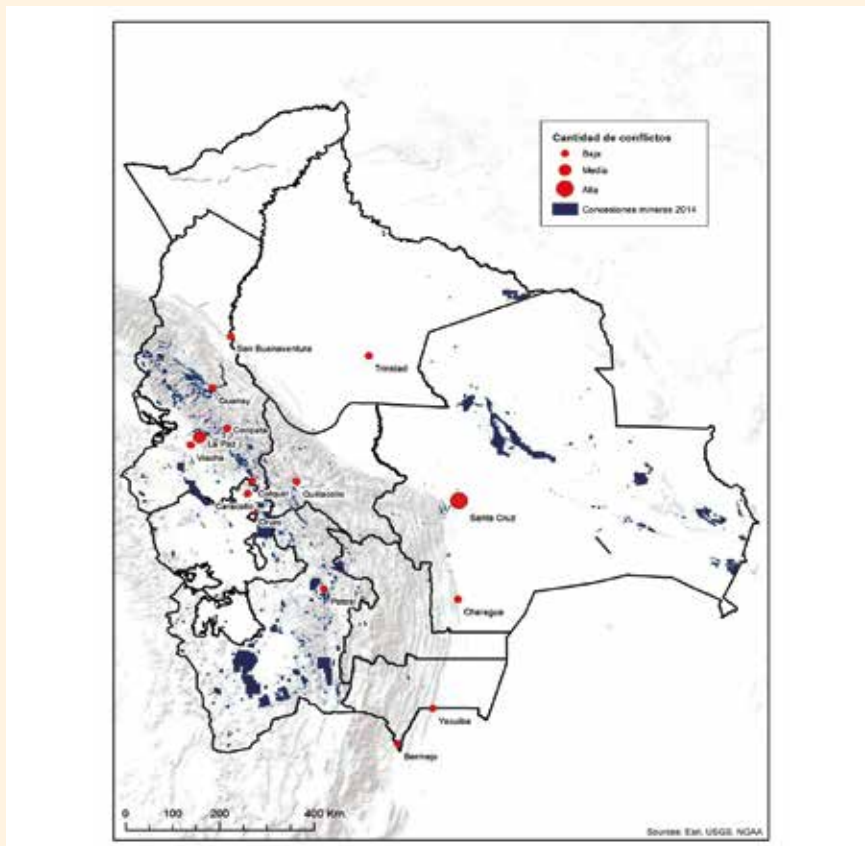 Cantidad de conflictos
Baja
Media
Alta
Concesiones mineras 2014
San Buenaventura
Trinidad
Guanay
Coripata
La Paz
Viacha
Colquiri
Quillacollo
Caracollo
Oruro
Santa Cruz
Potosí
Charagua
Yacuiba
Bermejo
0 100 200 400 Km.
Sources: Esri, USGS, NOAA